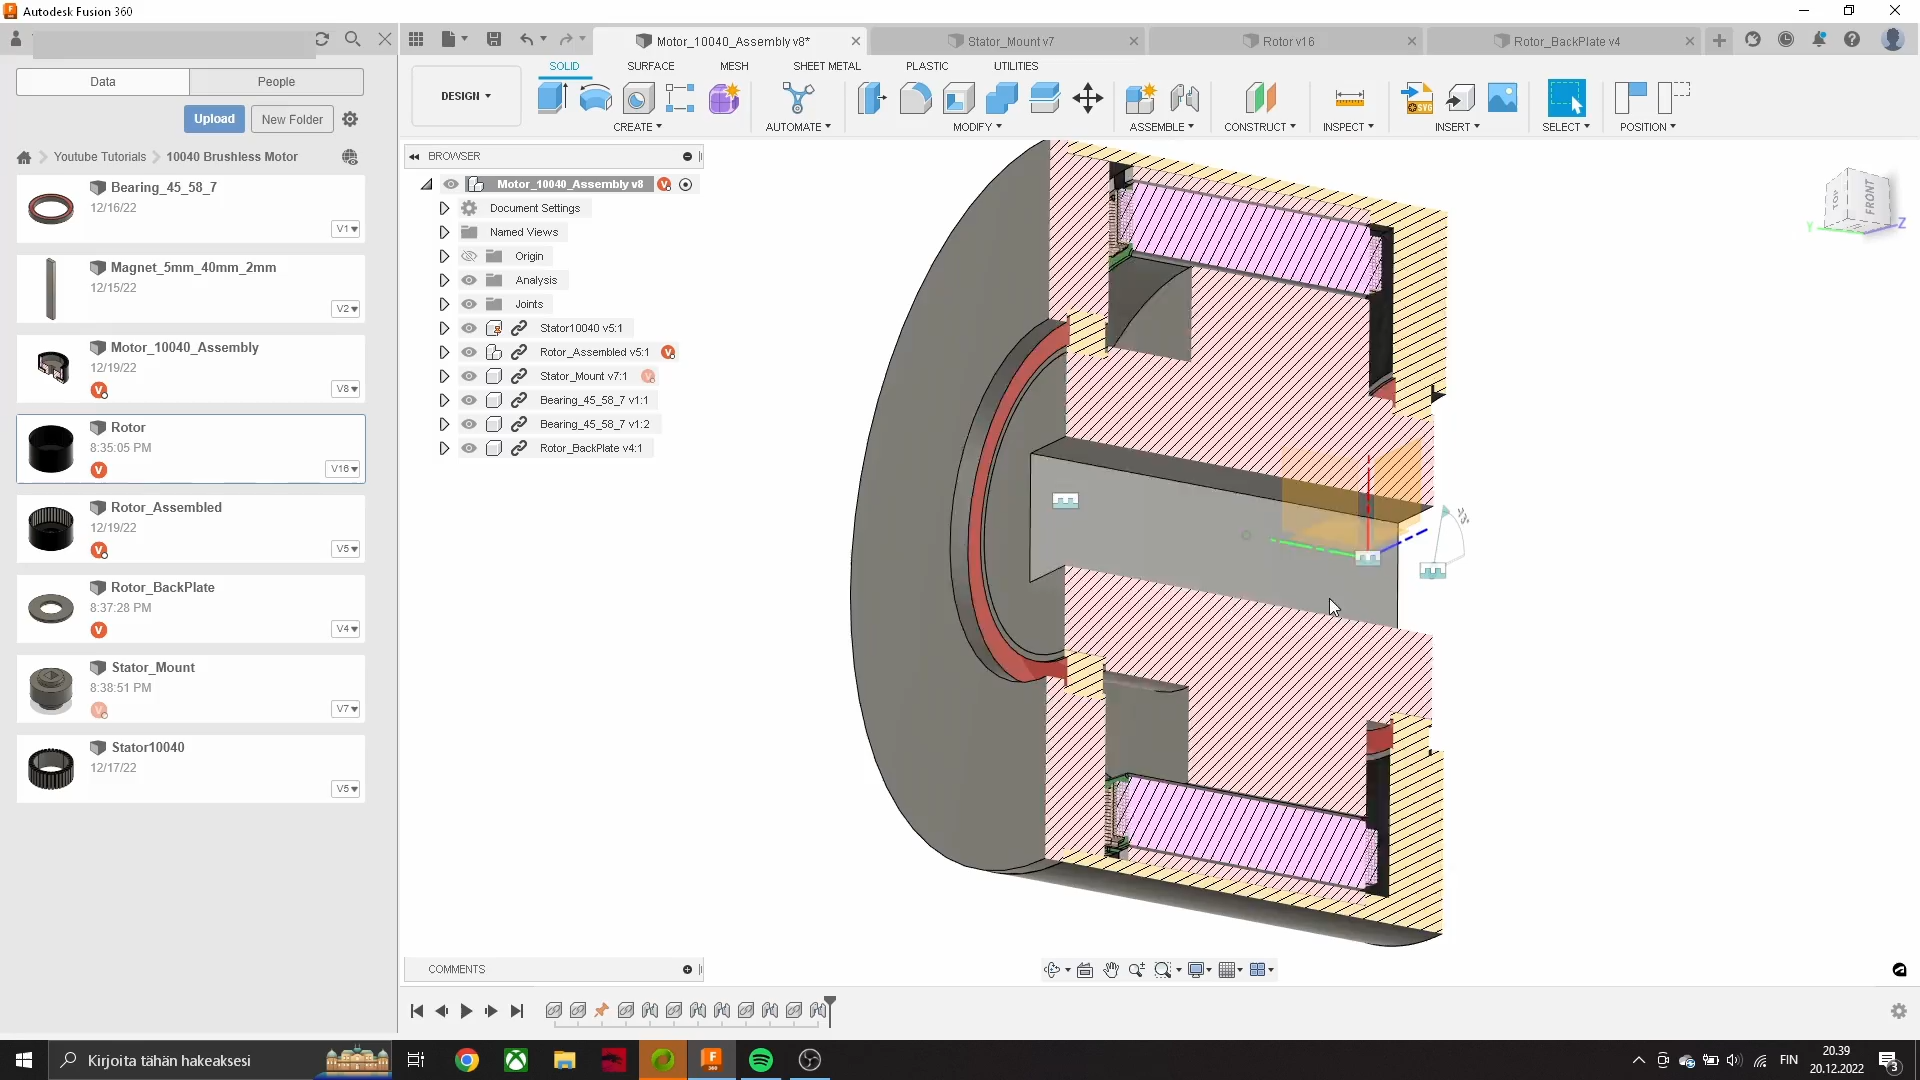 Autodesk Fusion 360
Motor_10040_Assembly v8*
Stator_Mount v7
Rotor v16
Rotor_BackPlate v4
Data
People
SOLID
SURFACE
MESH
SHEET METAL
PLASTIC
UTILITIES
DESIGN
Upload
New Folder
CREATE
AUTOMATE
MODIFY
ASSEMBLE
CONSTRUCT
INSPECT
INSERT
SELECT
POSITION
Youtube Tutorials
10040 Brushless Motor
Bearing_45_58_7
12/16/22
V1
Magnet_5mm_40mm_2mm
12/15/22
V2
Motor_10040_Assembly
12/19/22
V8
Rotor
8:35:05 PM
V16
Rotor_Assembled
12/19/22
V5
Rotor_BackPlate
8:37:28 PM
V4
Stator_Mount
8:38:51 PM
V7
Stator10040
12/17/22
V5
BROWSER
Motor_10040_Assembly v8
Document Settings
Named Views
Origin
Analysis
Joints
Stator10040 v5:1
Rotor_Assembled v5:1
Stator_Mount v7:1
Bearing_45_58_7 v1:1
Bearing_45_58_7 v1:2
Rotor_BackPlate v4:1
TOP
FRONT
Y
Z
COMMENTS
Kirjoita tähän hakeaksesi
FIN
20.39
20.12.2022
3